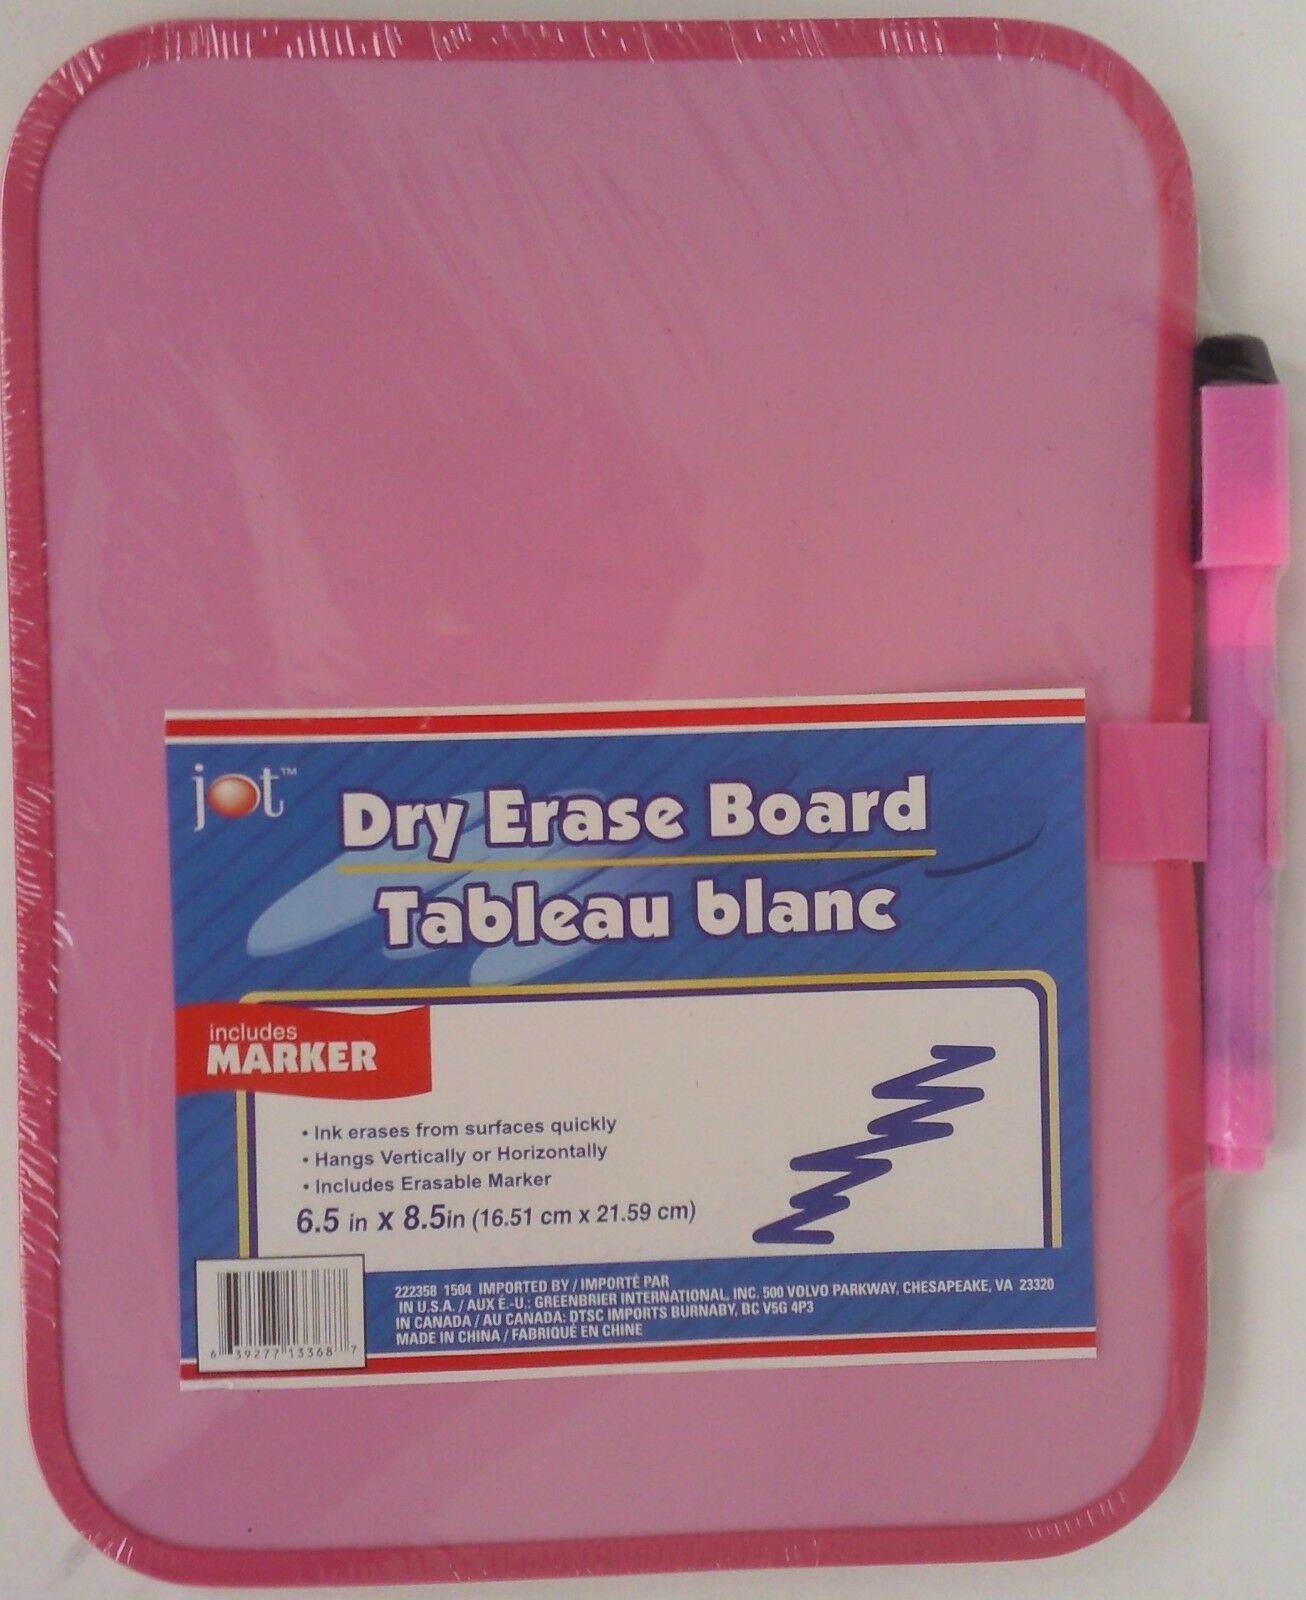 jot™
Dry Erase Board
Tableau blanc
includes
MARKER
• Ink erases from surfaces quickly
• Hangs Vertically or Horizontally
• Includes Erasable Marker
6.5 in x 8.5in (16.51 cm x 21.59 cm)
222358 1504 IMPORTED BY / IMPORTÉ PAR
IN U.S.A. / AUX É.-U.: GREENBRIER INTERNATIONAL, INC. 500 VOLVO PARKWAY, CHESAPEAKE, VA 23320
IN CANADA / AU CANADA: DTSC IMPORTS BURNABY, BC V5G 4P3
MADE IN CHINA / FABRIQUÉ EN CHINE
6 39277 13368 7